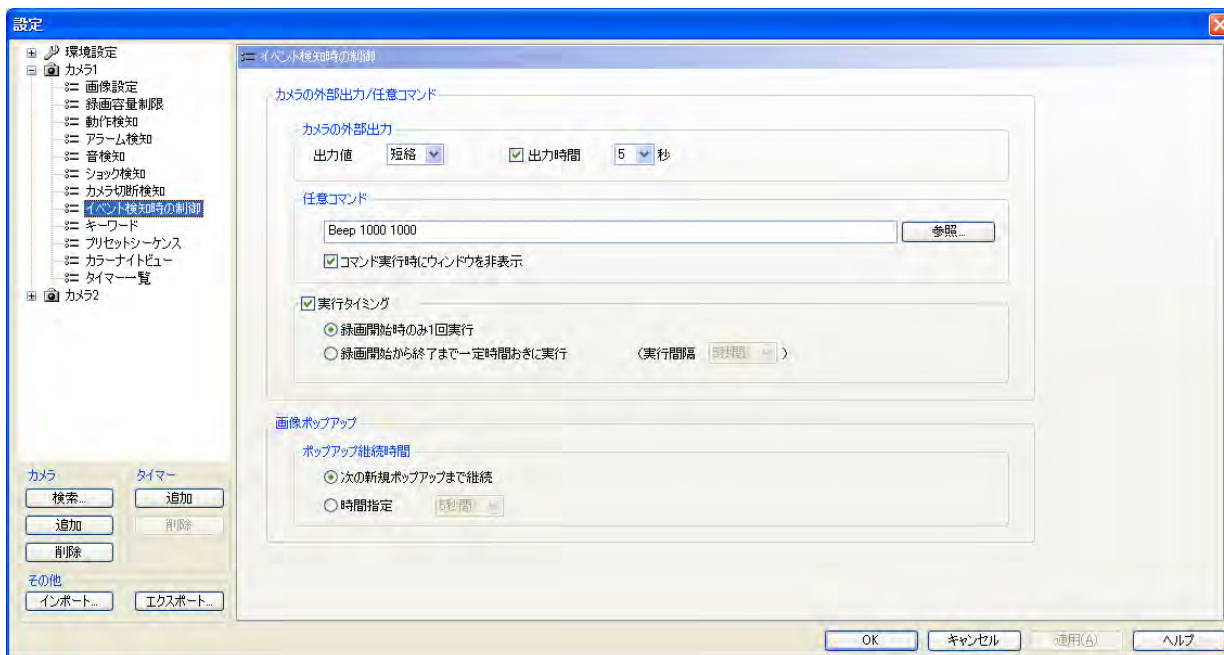 設定
環境設定
カメラ1
画像設定
録画容量制限
動作検知
アラーム検知
音検知
ショック検知
カメラ切断検知
イベント検知時の制御
キーワード
プリセットシーケンス
カラーナイトビュー
タイマー一覧
カメラ2
カメラ タイマー
検索... 追加
追加 削除
削除
その他
インポート... エクスポート...
イベント検知時の制御
カメラの外部出力/任意コマンド
カメラの外部出力
出力値 短絡 出力時間 5 秒
任意コマンド
Beep 1000 1000 参照...
コマンド実行時にウィンドウを非表示
実行タイミング
録画開始時のみ1回実行
録画開始から終了まで一定時間おきに実行 (実行間隔 5秒間 )
画像ポップアップ
ポップアップ継続時間
次の新規ポップアップまで継続
時間指定 5秒間
OK キャンセル 適用(A) ヘルプ